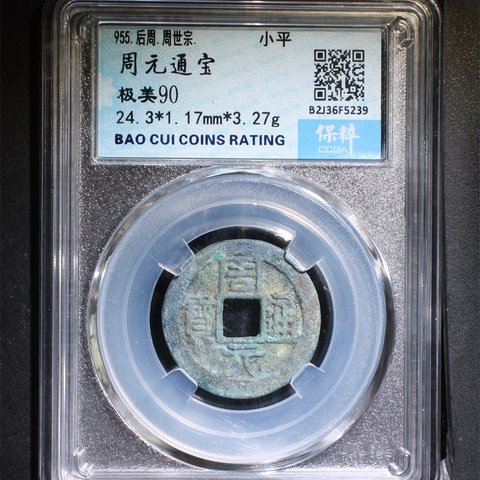 955.后周.周世宗.
小平
周元通宝
极美90
24.3*1.17mm*3.27g
BAO CUI COINS RATING
B2J36F5239
保粹
CCGA
周元通寳